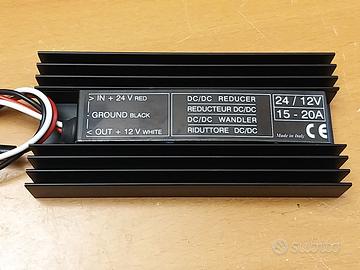 > IN + 24 V RED
- GROUND BLACK
< OUT + 12 V WHITE
DC/DC REDUCER
REDUCTEUR DC/DC
DC/DC WANDLER
RIDUTTORE DC/DC
24 / 12V
15 - 20A
Made in Italy CE
subito